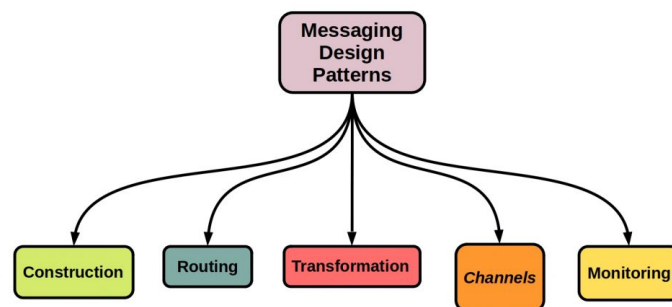 Messaging
Design
Patterns
Construction
Routing
Transformation
Channels
Monitoring